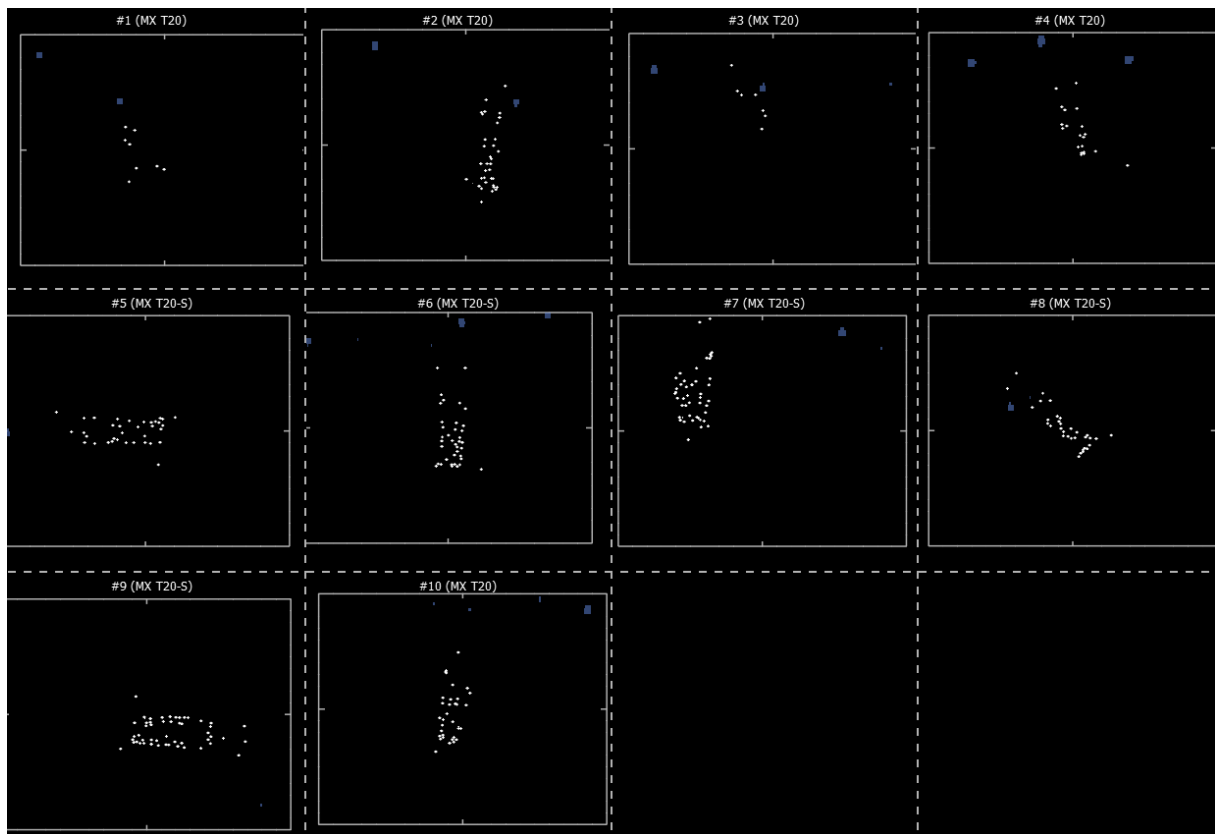 #1 (MX T20)
#2 (MX T20)
#3 (MX T20)
#4 (MX T20)
#5 (MX T20-S)
#6 (MX T20-S)
#7 (MX T20-S)
#8 (MX T20-S)
#9 (MX T20-S)
#10 (MX T20)